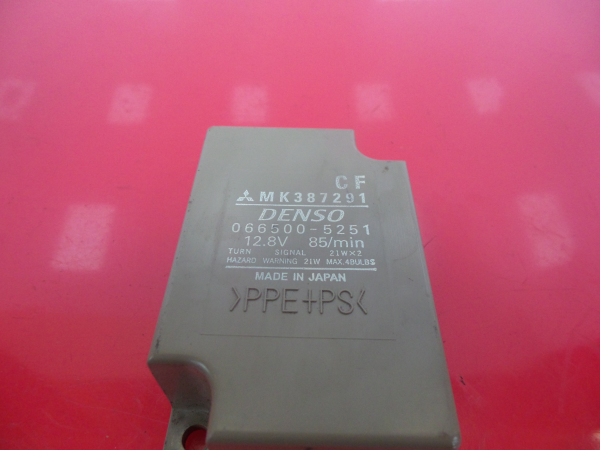 CF
MK387291
DENSO
066500-5251
12.8V 85/min
TURN SIGNAL 21W×2
HAZARD WARNING 21W MAX.4BULBS
MADE IN JAPAN
>PPE+PS<